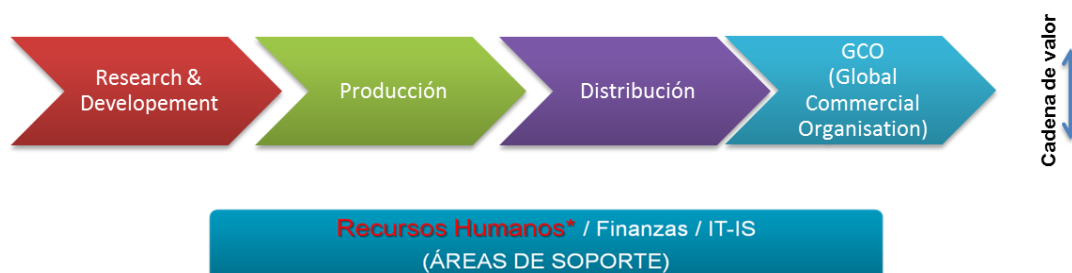 Research &
Developement
Producción
Distribución
GCO
(Global
Commercial
Organisation)
Cadena de valor
Recursos Humanos* / Finanzas / IT-IS
(ÁREAS DE SOPORTE)